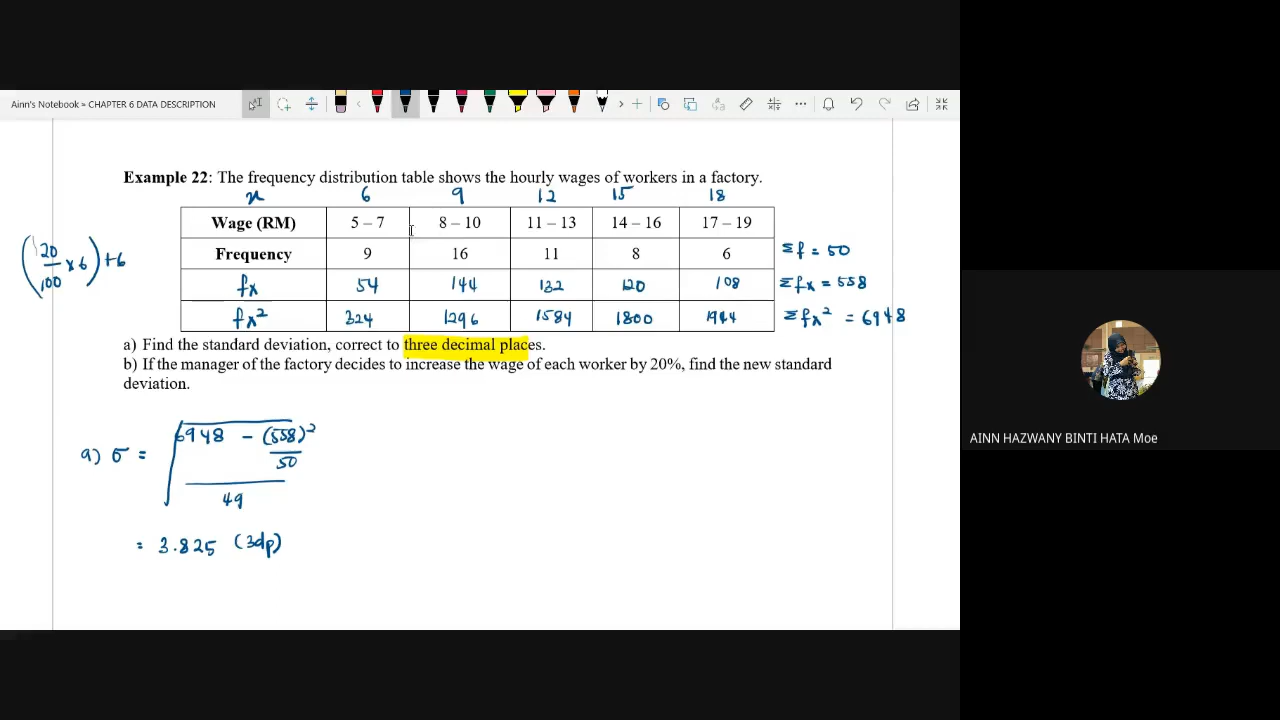 Ainn's Notebook » CHAPTER 6 DATA DESCRIPTION
Example 22: The frequency distribution table shows the hourly wages of workers in a factory.
x 6 9 12 15 18
Wage (RM) 5 – 7 8 – 10 11 – 13 14 – 16 17 – 19
Frequency 9 16 11 8 6 Σf = 50
(20/100 x 6) + 6
fx 54 144 132 120 108 Σfx = 558
fx² 324 1296 1584 1800 1944 Σfx² = 6948
a) Find the standard deviation, correct to three decimal places.
b) If the manager of the factory decides to increase the wage of each worker by 20%, find the new standard
deviation.
6948 – (558)²
a) σ =
50
49
= 3.825 (3dp)
AINN HAZWANY BINTI HATA Moe